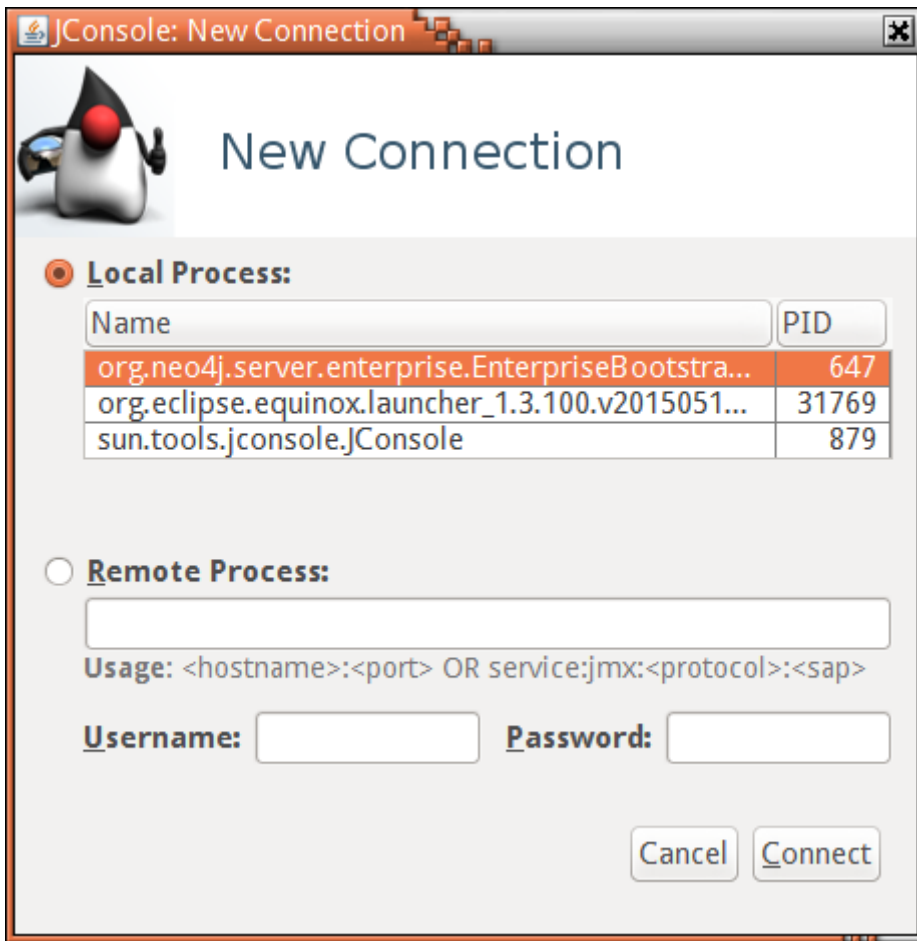 JConsole: New Connection
New Connection
Local Process:
Name PID
org.neo4j.server.enterprise.EnterpriseBootstra... 647
org.eclipse.equinox.launcher_1.3.100.v2015051... 31769
sun.tools.jconsole.JConsole 879
Remote Process:
Usage: <hostname>:<port> OR service:jmx:<protocol>:<sap>
Username: Password:
Cancel Connect